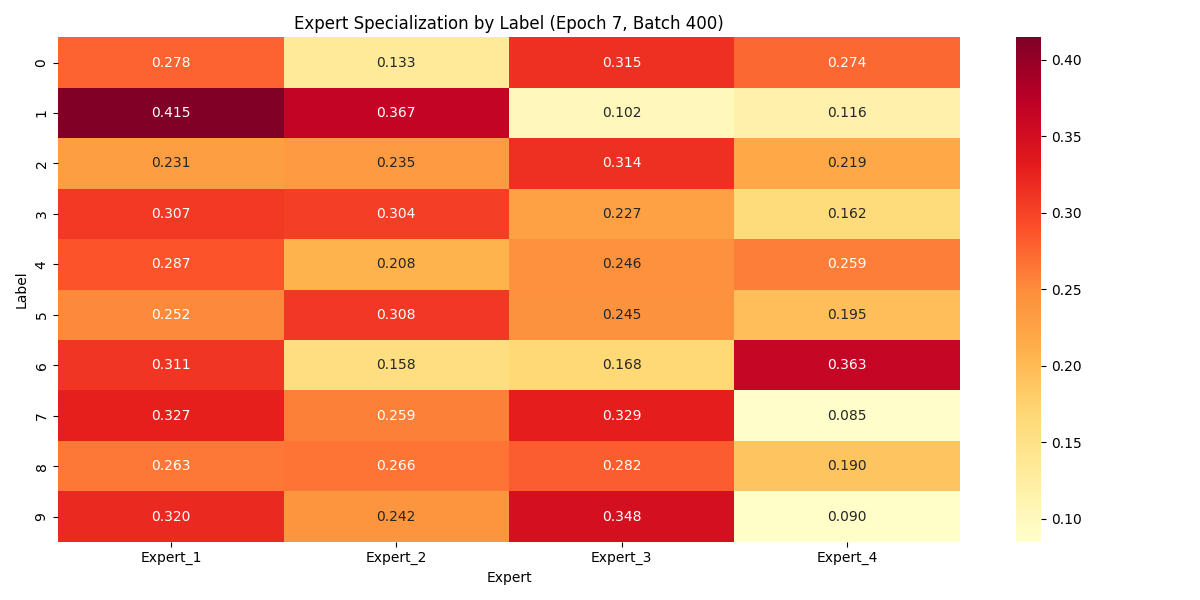 Expert Specialization by Label (Epoch 7, Batch 400)
0 0.278 0.133 0.315 0.274
1 0.415 0.367 0.102 0.116
2 0.231 0.235 0.314 0.219
3 0.307 0.304 0.227 0.162
4 0.287 0.208 0.246 0.259
5 0.252 0.308 0.245 0.195
6 0.311 0.158 0.168 0.363
7 0.327 0.259 0.329 0.085
8 0.263 0.266 0.282 0.190
9 0.320 0.242 0.348 0.090
Label
Expert_1 Expert_2 Expert_3 Expert_4
Expert
0.40
0.35
0.30
0.25
0.20
0.15
0.10